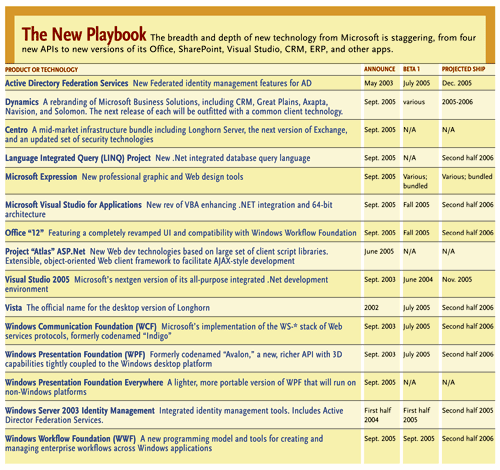 The New Playbook The breadth and depth of new technology from Microsoft is staggering, from four
new APIs to new versions of its Office, SharePoint, Visual Studio, CRM, ERP, and other apps.
PRODUCT OR TECHNOLOGY ANNOUNCE BETA 1 PROJECTED SHIP
Active Directory Federation Services New Federated identity management features for AD May 2003 July 2005 Dec. 2005
Dynamics A rebranding of Microsoft Business Solutions, including CRM, Great Plains, Axapta, Sept. 2005 various 2005-2006
Navision, and Solomon. The next release of each will be outfitted with a common client technology.
Centro A mid-market infrastructure bundle including Longhorn Server, the next version of Exchange, Sept. 2005 N/A N/A
and an updated set of security technologies
Language Integrated Query (LINQ) Project New .Net integrated database query language Sept. 2005 N/A Second half 2006
Microsoft Expression New professional graphic and Web design tools Sept. 2005 Various; Various; bundled
bundled
Microsoft Visual Studio for Applications New rev of VBA enhancing .NET integration and 64-bit Sept. 2005 Fall 2005 Second half 2006
architecture
Office "12" Featuring a completely revamped UI and compatibility with Windows Workflow Foundation Sept. 2005 Fall 2005 Second half 2006
Project "Atlas" ASP.Net New Web dev technologies based on large set of client script libraries. June 2005 N/A N/A
Extensible, object-oriented Web client framework to facilitate AJAX-style development
Visual Studio 2005 Microsoft's nextgen version of its all-purpose integrated .Net development Sept. 2003 June 2004 Nov. 2005
environment
Vista The official name for the desktop version of Longhorn 2002 July 2005 Second half 2006
Windows Communication Foundation (WCF) Microsoft's implementation of the WS-* stack of Web Sept. 2003 July 2005 Second half 2006
services protocols, formerly codenamed "Indigo"
Windows Presentation Foundation (WPF) Formerly codenamed "Avalon," a new, richer API with 3D Sept. 2003 July 2005 Second half 2006
capabilities tightly coupled to the Windows desktop platform
Windows Presentation Foundation Everywhere A lighter, more portable version of WPF that will run on Sept. 2005 N/A N/A
non-Windows platforms
Windows Server 2003 Identity Management Integrated identity management tools. Includes Active First half First half Second half 2005
Director Federation Services. 2004 2005
Windows Workflow Foundation (WWF) A new programming model and tools for creating and Sept. 2005 Sept. 2005 Second half 2006
managing enterprise workflows across Windows applications